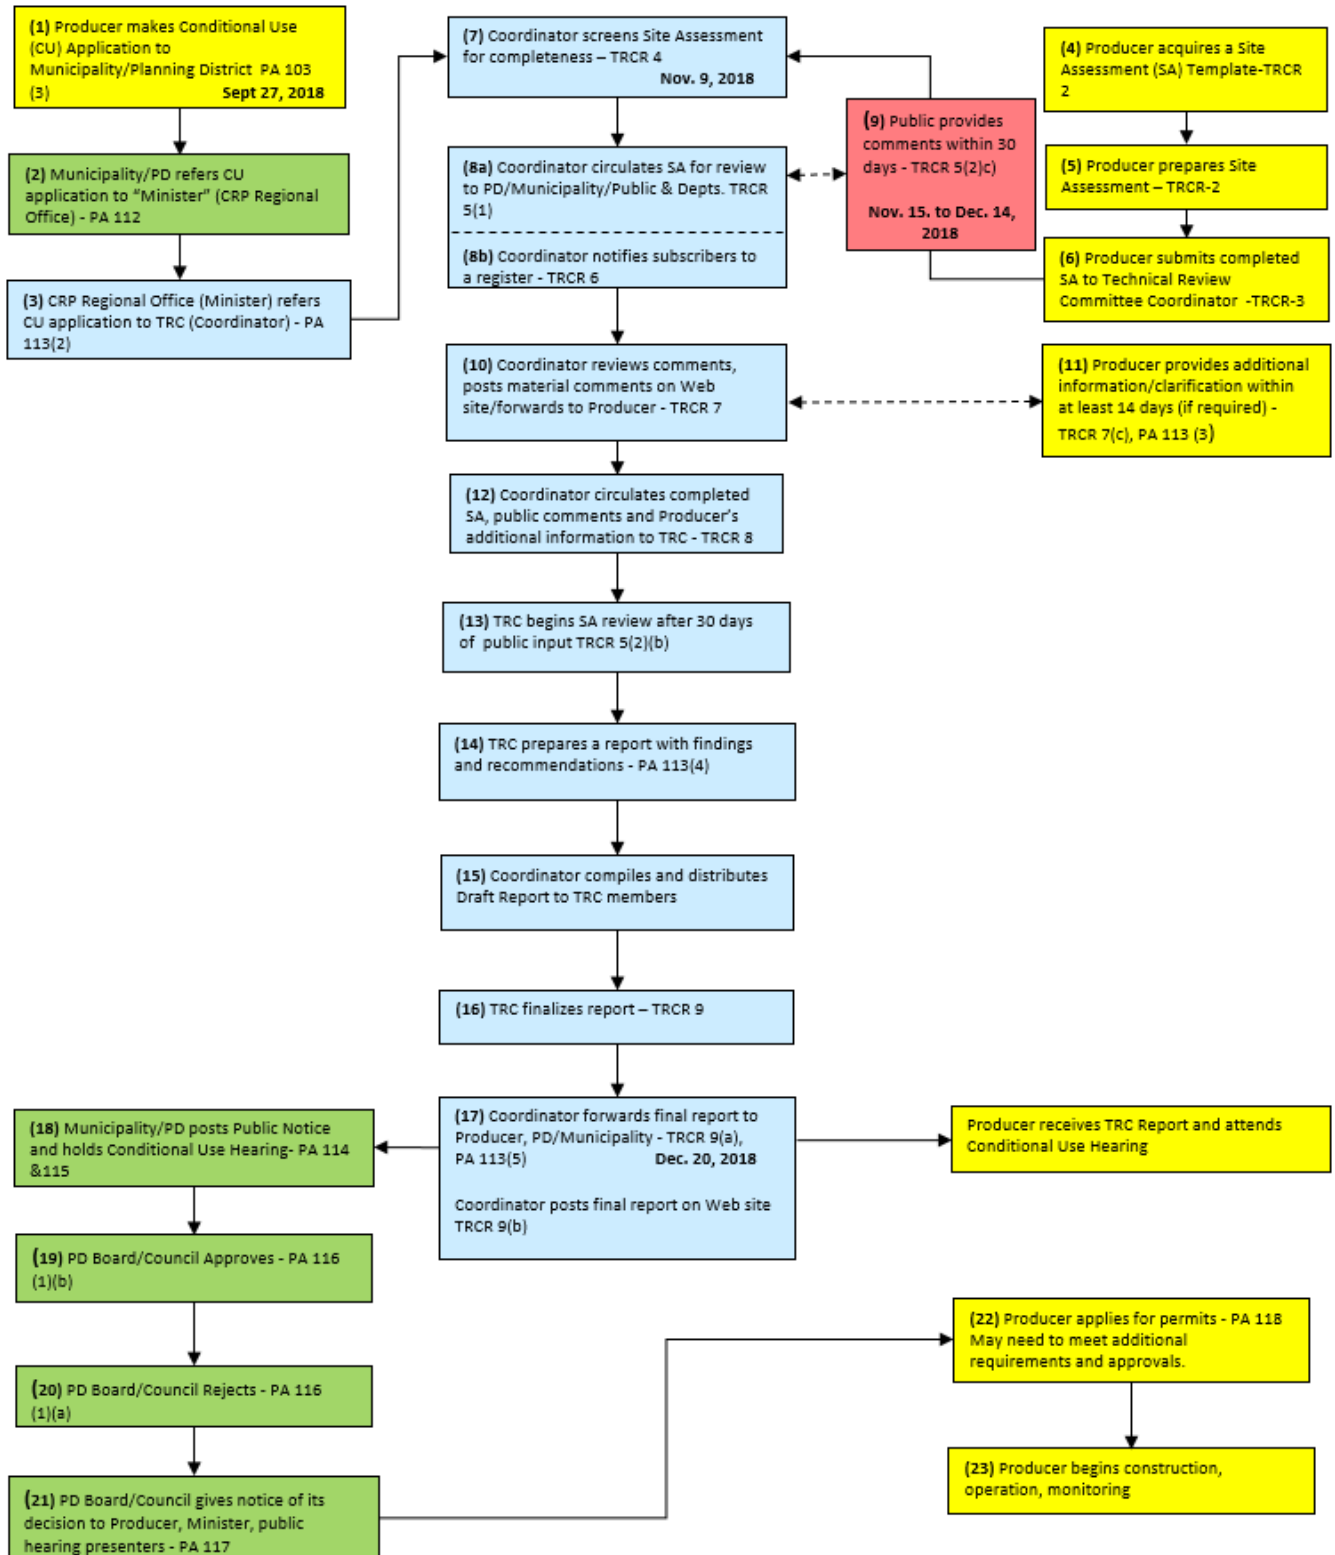 (1) Producer makes Conditional Use
(CU) Application to
Municipality/Planning District  PA 103
(3) Sept 27, 2018
(2) Municipality/PD refers CU
application to “Minister” (CRP Regional
Office) - PA 112
(3) CRP Regional Office (Minister) refers
CU application to TRC (Coordinator) - PA
113(2)
(4) Producer acquires a Site
Assessment (SA) Template-TRCR
2
(5) Producer prepares Site
Assessment – TRCR-2
(6) Producer submits completed
SA to Technical Review
Committee Coordinator  -TRCR-3
(7) Coordinator screens Site Assessment
for completeness – TRCR 4
Nov. 9, 2018
(8a) Coordinator circulates SA for review
to PD/Municipality/Public & Depts. TRCR
5(1)
(8b) Coordinator notifies subscribers to
a register - TRCR 6
(9) Public provides
comments within 30
days - TRCR 5(2)c)
Nov. 15. to Dec. 14,
2018
(10) Coordinator reviews comments,
posts material comments on Web
site/forwards to Producer - TRCR 7
(11) Producer provides additional
information/clarification within
at least 14 days (if required) -
TRCR 7(c), PA 113 (3)
(12) Coordinator circulates completed
SA, public comments and Producer’s
additional information to TRC - TRCR 8
(13) TRC begins SA review after 30 days
of  public input TRCR 5(2)(b)
(14) TRC prepares a report with findings
and recommendations - PA 113(4)
(15) Coordinator compiles and distributes
Draft Report to TRC members
(16) TRC finalizes report – TRCR 9
(17) Coordinator forwards final report to
Producer, PD/Municipality - TRCR 9(a),
PA 113(5) Dec. 20, 2018
Coordinator posts final report on Web site
TRCR 9(b)
Producer receives TRC Report and attends
Conditional Use Hearing
(18) Municipality/PD posts Public Notice
and holds Conditional Use Hearing- PA 114
&115
(19) PD Board/Council Approves - PA 116
(1)(b)
(20) PD Board/Council Rejects - PA 116
(1)(a)
(21) PD Board/Council gives notice of its
decision to Producer, Minister, public
hearing presenters - PA 117
(22) Producer applies for permits - PA 118
May need to meet additional
requirements and approvals.
(23) Producer begins construction,
operation, monitoring